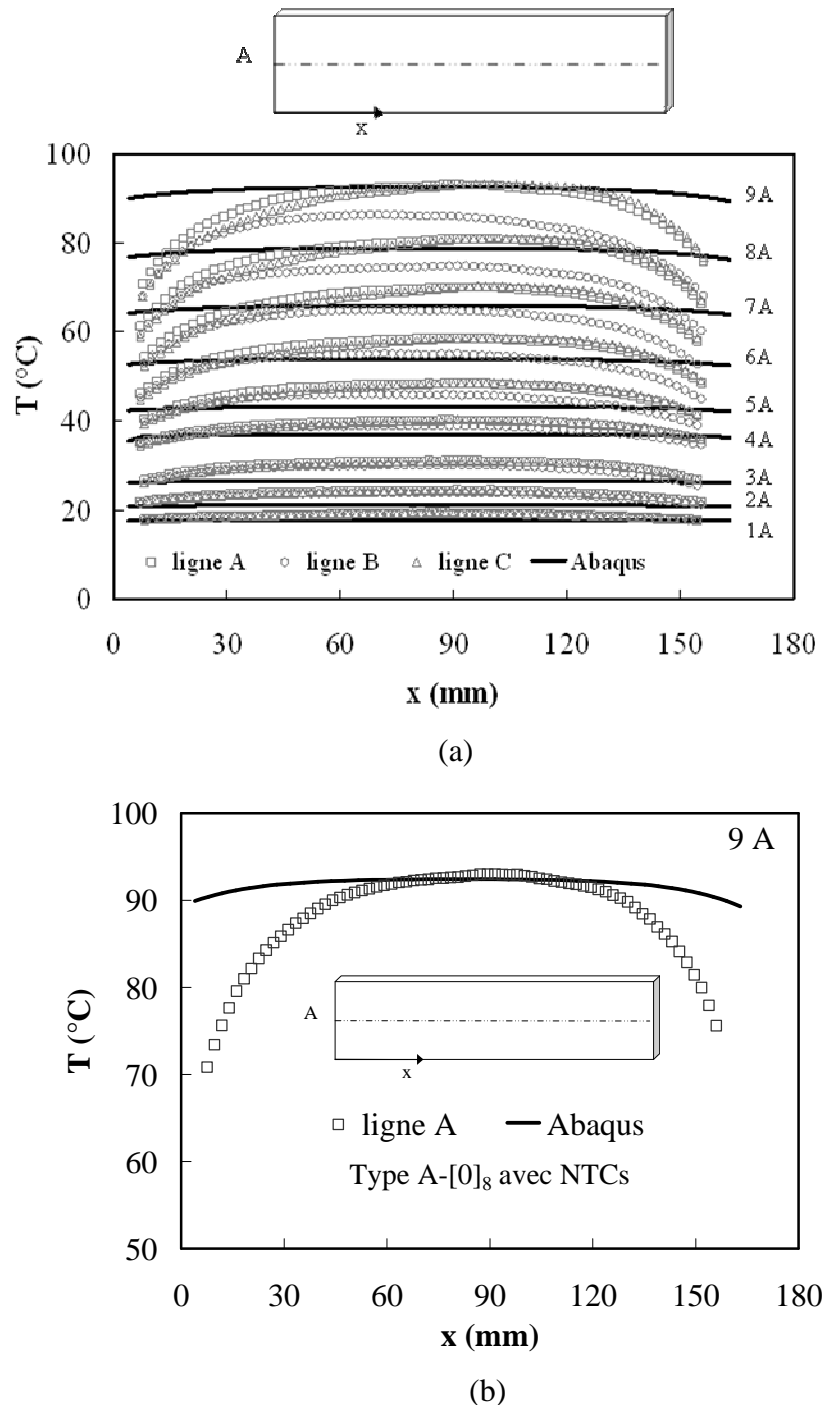 A
x
100
80
60
40
20
0
T (°C)
9A
8A
7A
6A
5A
4A
3A
2A
1A
ligne A ligne B ligne C Abaqus
0 30 60 90 120 150 180
x (mm)
(a)
100
90
80
70
60
50
T (°C)
9 A
A
x
ligne A Abaqus
Type A-[0]₈ avec NTCs
0 30 60 90 120 150 180
x (mm)
(b)